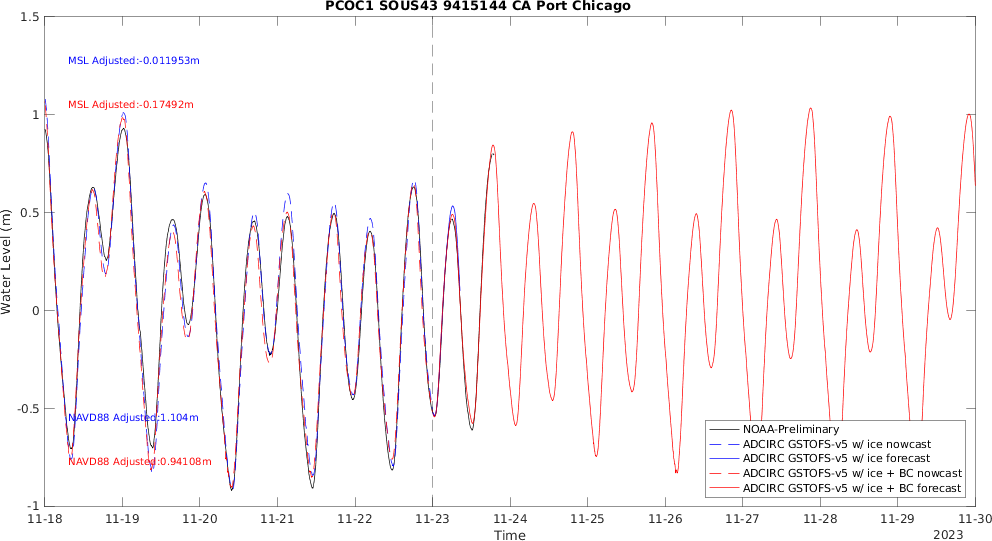 PCOC1 SOUS43 9415144 CA Port Chicago
1.5
MSL Adjusted:-0.011953m
MSL Adjusted:-0.17492m
1
0.5
Water Level (m)
0
-0.5
NAVD88 Adjusted:1.104m
NAVD88 Adjusted:0.94108m
NOAA-Preliminary
ADCIRC GSTOFS-v5 w/ ice nowcast
ADCIRC GSTOFS-v5 w/ ice forecast
ADCIRC GSTOFS-v5 w/ ice + BC nowcast
ADCIRC GSTOFS-v5 w/ ice + BC forecast
-1
11-18 11-19 11-20 11-21 11-22 11-23 11-24 11-25 11-26 11-27 11-28 11-29 11-30
Time
2023